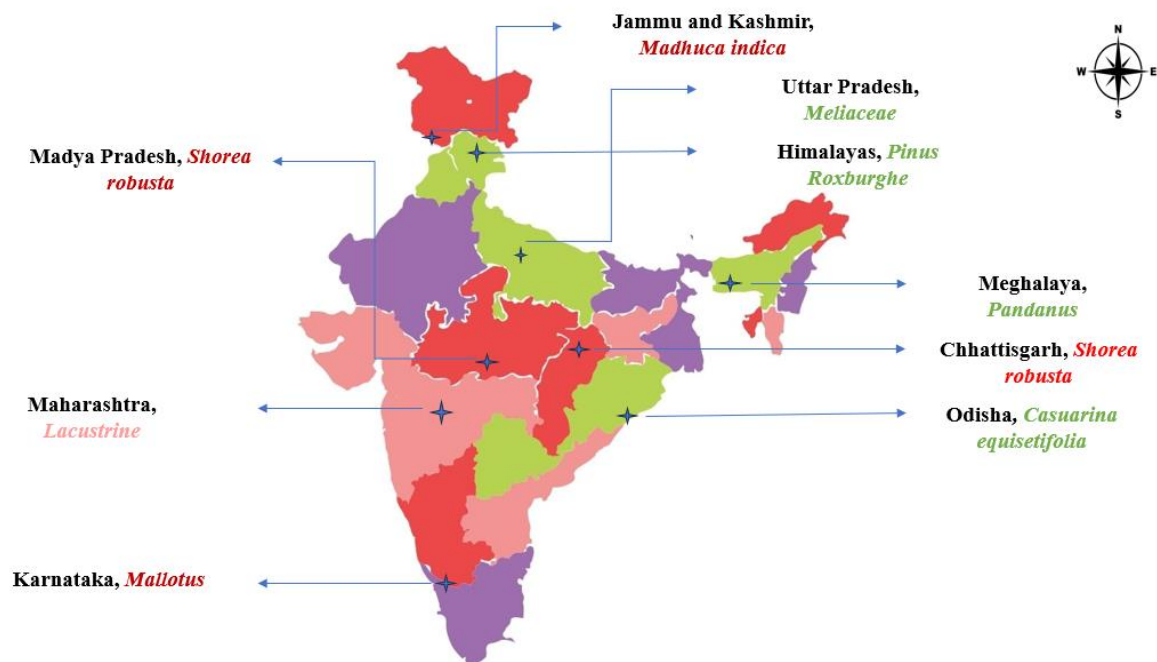 Jammu and Kashmir,
Madhuca indica
N
W
E
S
Uttar Pradesh,
Meliaceae
Madya Pradesh, Shorea
robusta
Himalayas, Pinus
Roxburghe
Meghalaya,
Pandanus
Chhattisgarh, Shorea
robusta
Maharashtra,
Lacustrine
Odisha, Casuarina
equisetifolia
Karnataka, Mallotus